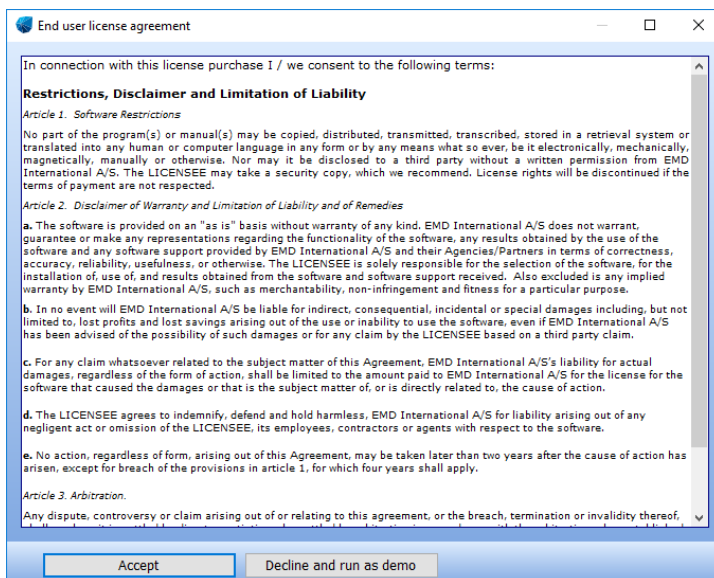 End user license agreement
In connection with this license purchase I / we consent to the following terms:
Restrictions, Disclaimer and Limitation of Liability
Article 1. Software Restrictions
No part of the program(s) or manual(s) may be copied, distributed, transmitted, transcribed, stored in a retrieval system or
translated into any human or computer language in any form or by any means what so ever, be it electronically, mechanically,
magnetically, manually or otherwise. Nor may it be disclosed to a third party without a written permission from EMD
International A/S. The LICENSEE may take a security copy, which we recommend. License rights will be discontinued if the
terms of payment are not respected.
Article 2. Disclaimer of Warranty and Limitation of Liability and of Remedies
a. The software is provided on an "as is" basis without warranty of any kind. EMD International A/S does not warrant,
guarantee or make any representations regarding the functionality of the software, any results obtained by the use of the
software and any software support provided by EMD International A/S and their Agencies/Partners in terms of correctness,
accuracy, reliability, usefulness, or otherwise. The LICENSEE is solely responsible for the selection of the software, for the
installation of, use of, and results obtained from the software and software support received. Also excluded is any implied
warranty by EMD International A/S, such as merchantability, non-infringement and fitness for a particular purpose.
b. In no event will EMD International A/S be liable for indirect, consequential, incidental or special damages including, but not
limited to, lost profits and lost savings arising out of the use or inability to use the software, even if EMD International A/S
has been advised of the possibility of such damages or for any claim by the LICENSEE based on a third party claim.
c. For any claim whatsoever related to the subject matter of this Agreement, EMD International A/S's liability for actual
damages, regardless of the form of action, shall be limited to the amount paid to EMD International A/S for the license for the
software that caused the damages or that is the subject matter of, or is directly related to, the cause of action.
d. The LICENSEE agrees to indemnify, defend and hold harmless, EMD International A/S for liability arising out of any
negligent act or omission of the LICENSEE, its employees, contractors or agents with respect to the software.
e. No action, regardless of form, arising out of this Agreement, may be taken later than two years after the cause of action has
arisen, except for breach of the provisions in article 1, for which four years shall apply.
Article 3. Arbitration.
Any dispute, controversy or claim arising out of or relating to this agreement, or the breach, termination or invalidity thereof,
Accept
Decline and run as demo